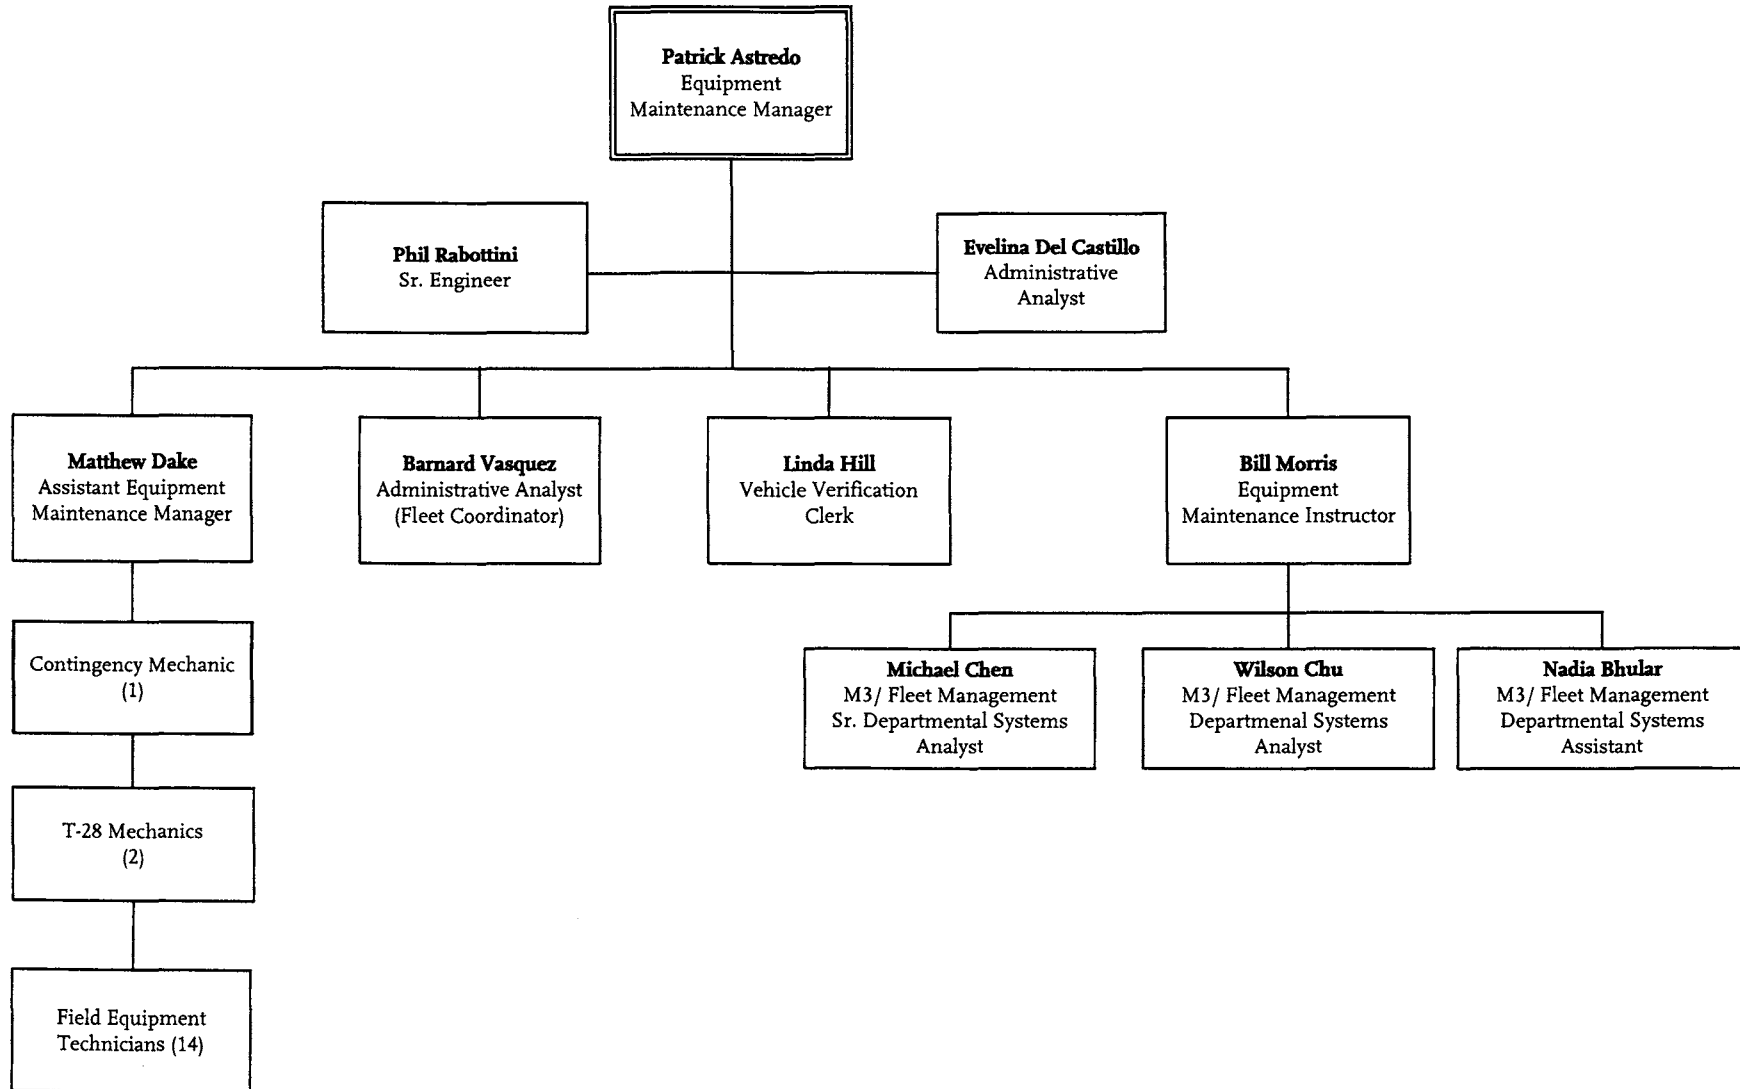 Patrick Astredo
Equipment
Maintenance Manager
Phil Rabottini
Sr. Engineer
Evelina Del Castillo
Administrative
Analyst
Matthew Dake
Assistant Equipment
Maintenance Manager
Barnard Vasquez
Administrative Analyst
(Fleet Coordinator)
Linda Hill
Vehicle Verification
Clerk
Bill Morris
Equipment
Maintenance Instructor
Contingency Mechanic
(1)
Michael Chen
M3/ Fleet Management
Sr. Departmental Systems
Analyst
Wilson Chu
M3/ Fleet Management
Departmenal Systems
Analyst
Nadia Bhular
M3/ Fleet Management
Departmental Systems
Assistant
T-28 Mechanics
(2)
Field Equipment
Technicians (14)